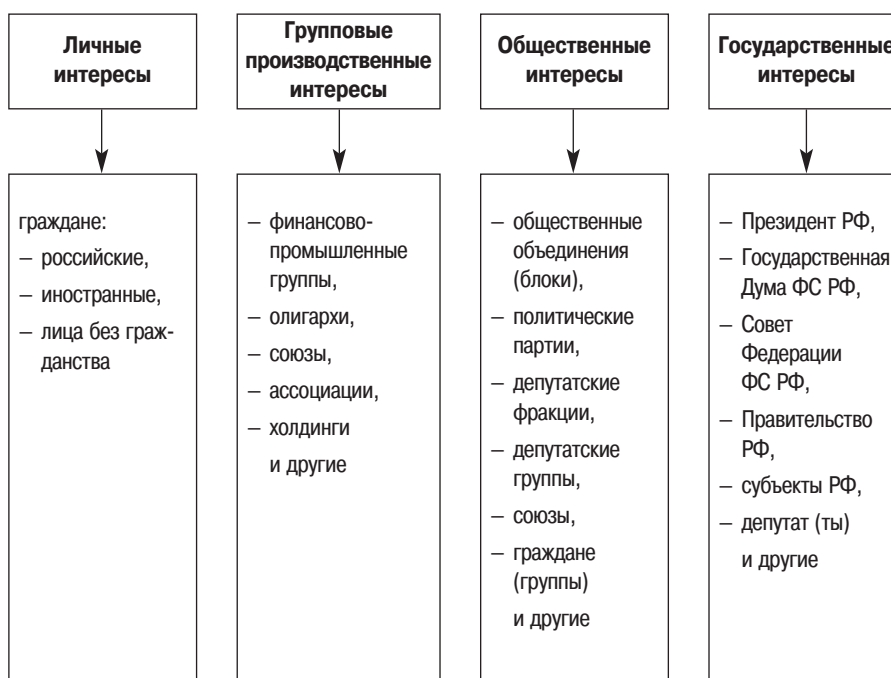 Личные
интересы
граждане:
– российские,
– иностранные,
– лица без граж-
данства
Групповые
производственные
интересы
– финансово-
промышленные
группы,
– олигархи,
– союзы,
– ассоциации,
– холдинги
и другие
Общественные
интересы
– общественные
объединения
(блоки),
– политические
партии,
– депутатские
фракции,
– депутатские
группы,
– союзы,
– граждане
(группы)
и другие
Государственные
интересы
– Президент РФ,
– Государственная
Дума ФС РФ,
– Совет
Федерации
ФС РФ,
– Правительство
РФ,
– субъекты РФ,
– депутат (ты)
и другие